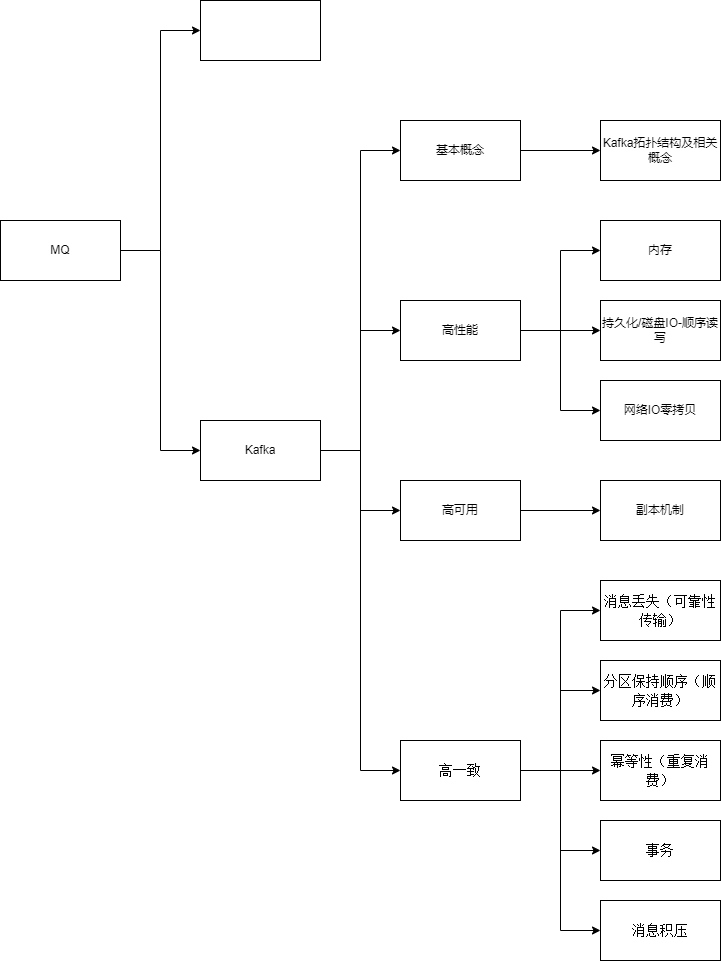 MQ
Kafka
基本概念
Kafka拓扑结构及相关
概念
高性能
内存
持久化/磁盘IO-顺序读
写
网络IO零拷贝
高可用
副本机制
高一致
消息丢失（可靠性
传输）
分区保持顺序（顺
序消费）
幂等性（重复消
费）
事务
消息积压